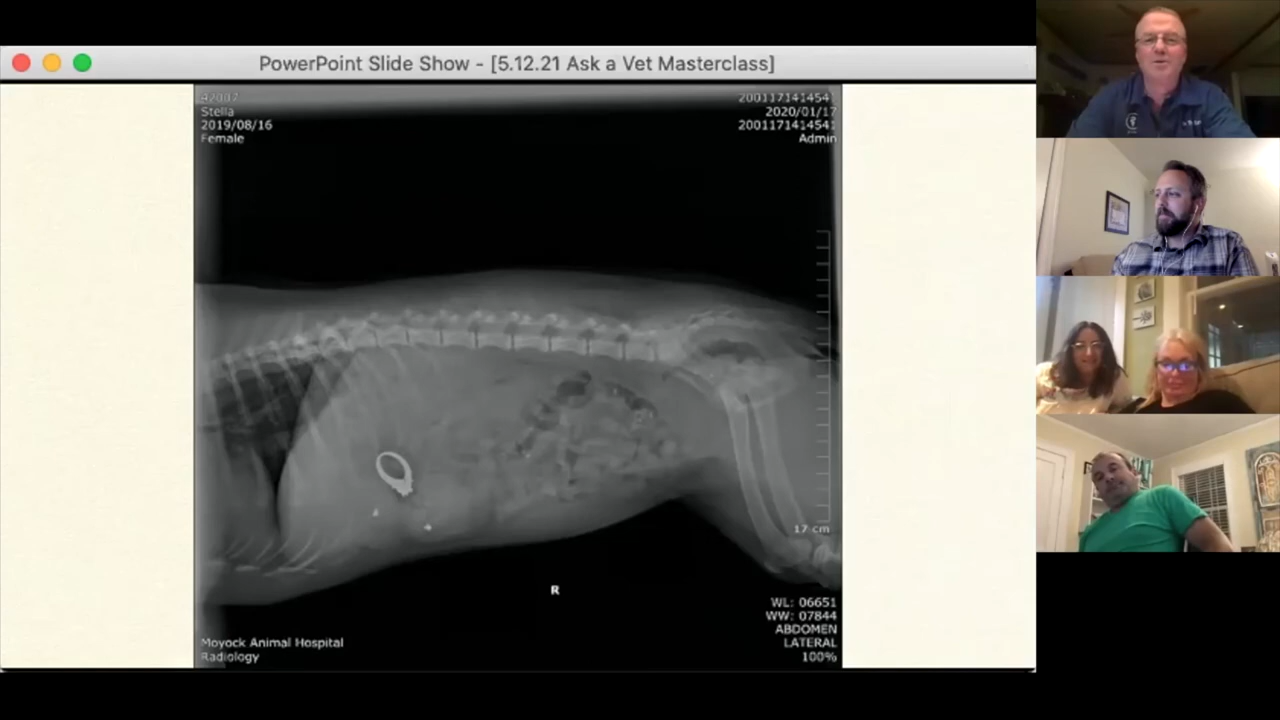 PowerPoint Slide Show - [5.12.21 Ask a Vet Masterclass]
Stella
2019/08/16
Female
2001171414541
2020/01/17
2001171414541
Admin
17 cm
R
WL: 06651
WW: 07844
ABDOMEN
LATERAL
100%
Moyock Animal Hospital
Radiology